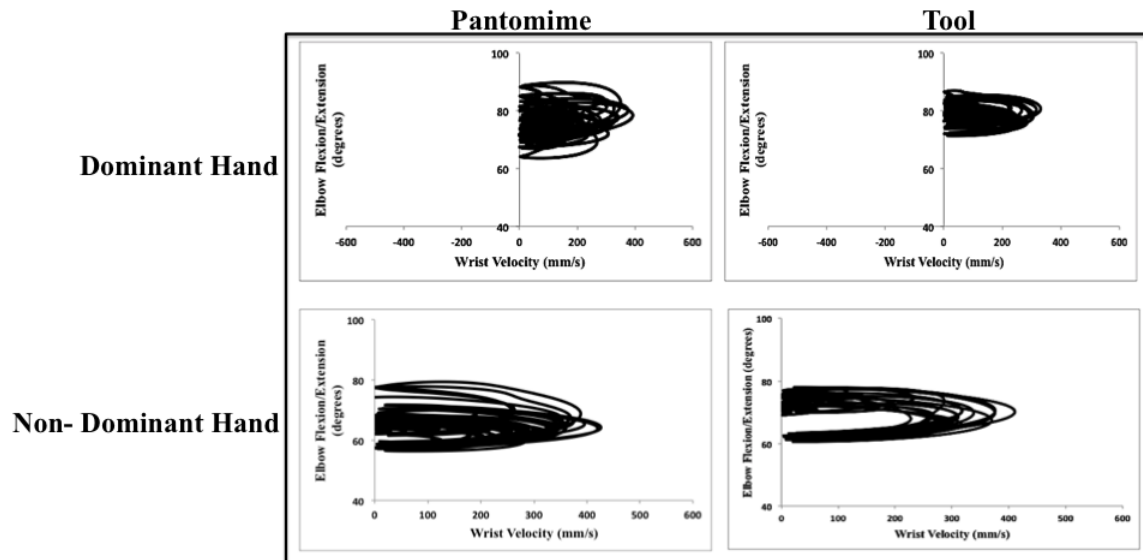 Pantomime
Tool
Dominant Hand
Elbow Flexion/Extension
(degrees)
100
80
60
40
-600
-400
-200
0
200
400
600
Wrist Velocity (mm/s)
Elbow Flexion/Extension
(degrees)
100
80
60
40
-600
-400
-200
0
200
400
600
Wrist Velocity (mm/s)
Non- Dominant Hand
Elbow Flexion/Extension
(degrees)
100
80
60
40
0
100
200
300
400
500
600
Wrist Velocity (mm/s)
Elbow Flexion/Extension (degrees)
100
80
60
40
0
100
200
300
400
500
600
Wrist Velocity (mm/s)